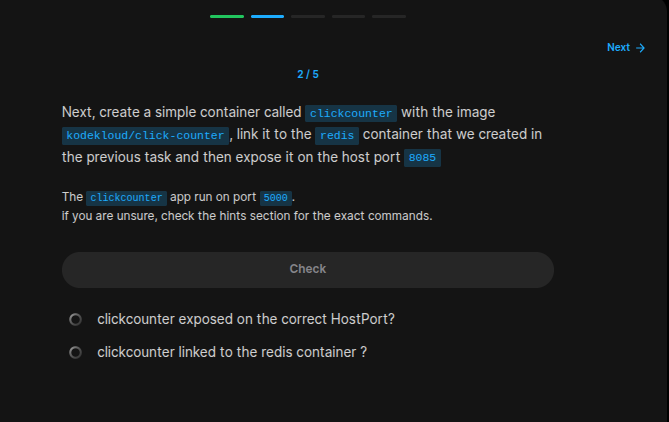 Next →
2 / 5
Next, create a simple container called clickcounter with the image
kodekloud/click-counter, link it to the redis container that we created in
the previous task and then expose it on the host port 8085
The clickcounter app run on port 5000.
if you are unsure, check the hints section for the exact commands.
Check
clickcounter exposed on the correct HostPort?
clickcounter linked to the redis container ?